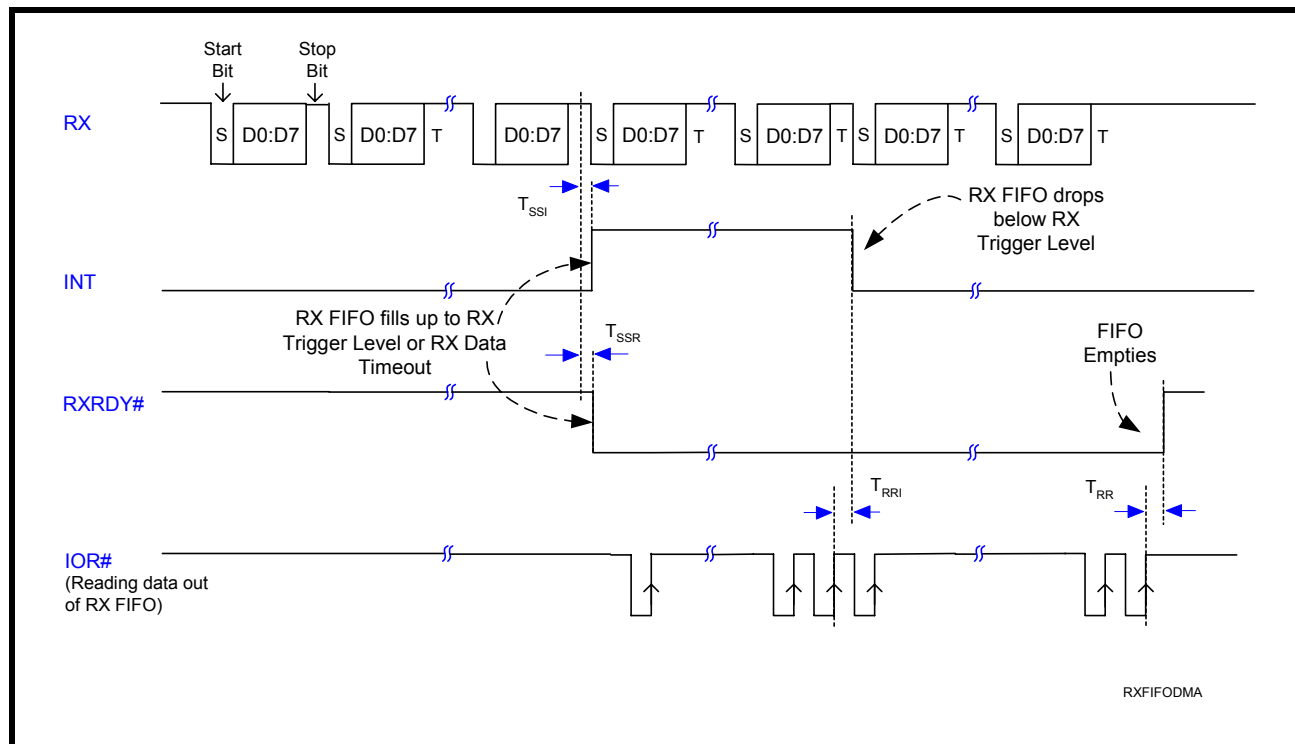 Start
Bit
Stop
Bit
RX
S D0:D7 S D0:D7 T D0:D7 S D0:D7 T S D0:D7 T S D0:D7 T S D0:D7 T
TSSI
RX FIFO drops
below RX
Trigger Level
INT
RX FIFO fills up to RX
Trigger Level or RX Data
Timeout
TSSR
FIFO
Empties
RXRDY#
TRRI
TRR
IOR#
(Reading data out
of RX FIFO)
RXFIFODMA